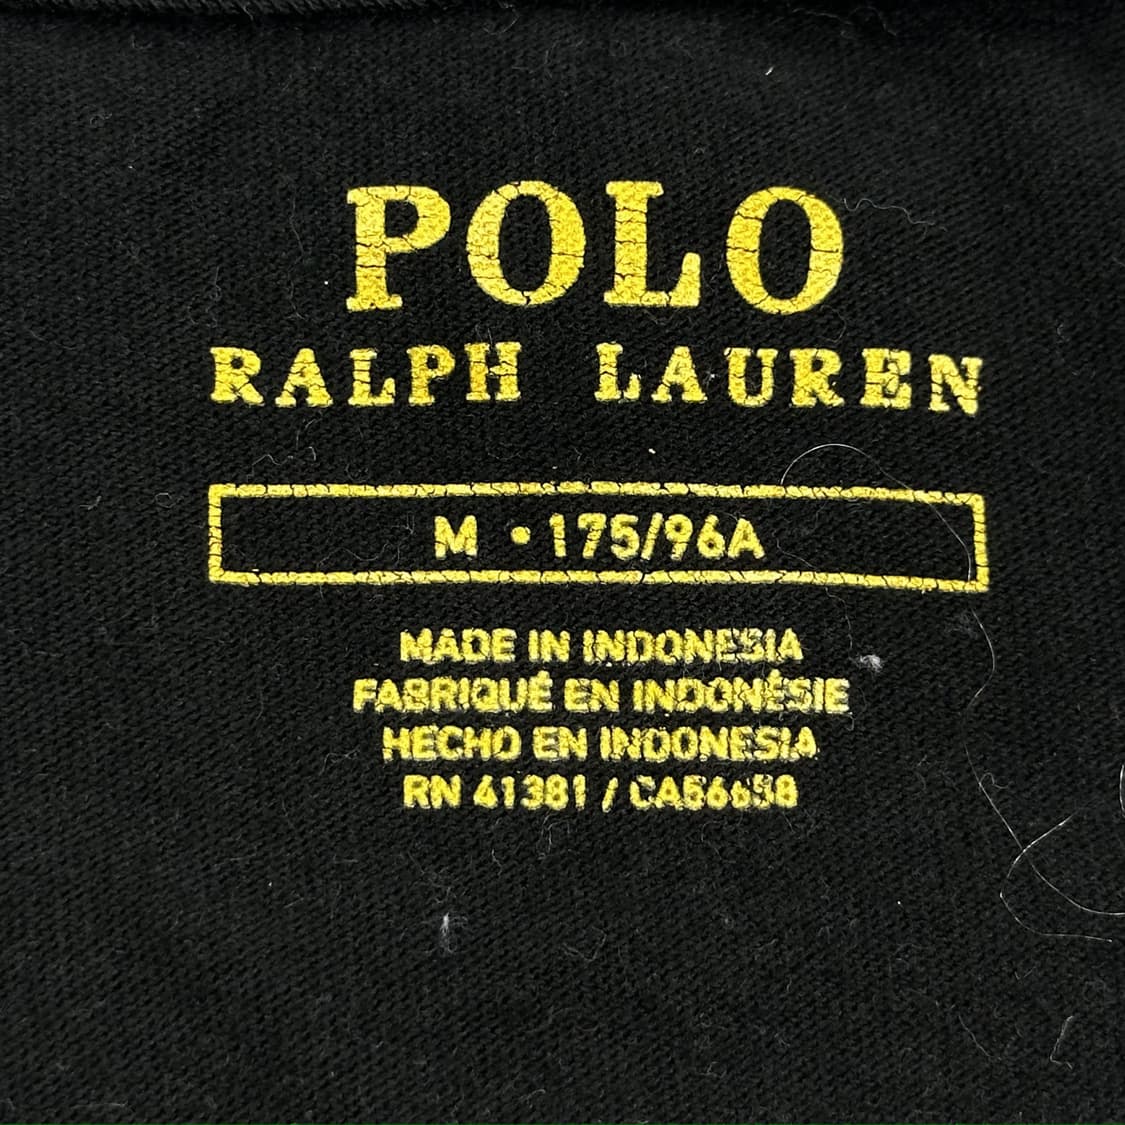 POLO
RALPH LAUREN
M • 175/96A
MADE IN INDONESIA
FABRIQUÉ EN INDONÉSIE
HECHO EN INDONESIA
RN 41381 / CA56658